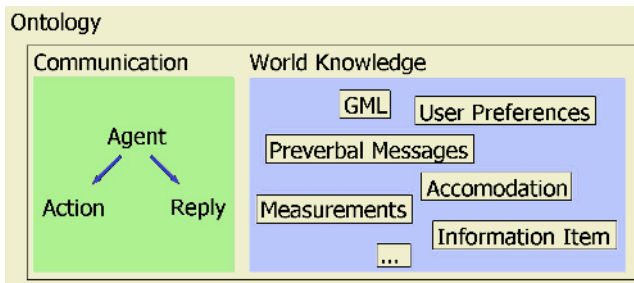 Ontology
Communication
World Knowledge
Agent
Action
Reply
GML
User Preferences
Preverbal Messages
Accomodation
Measurements
Information Item
...